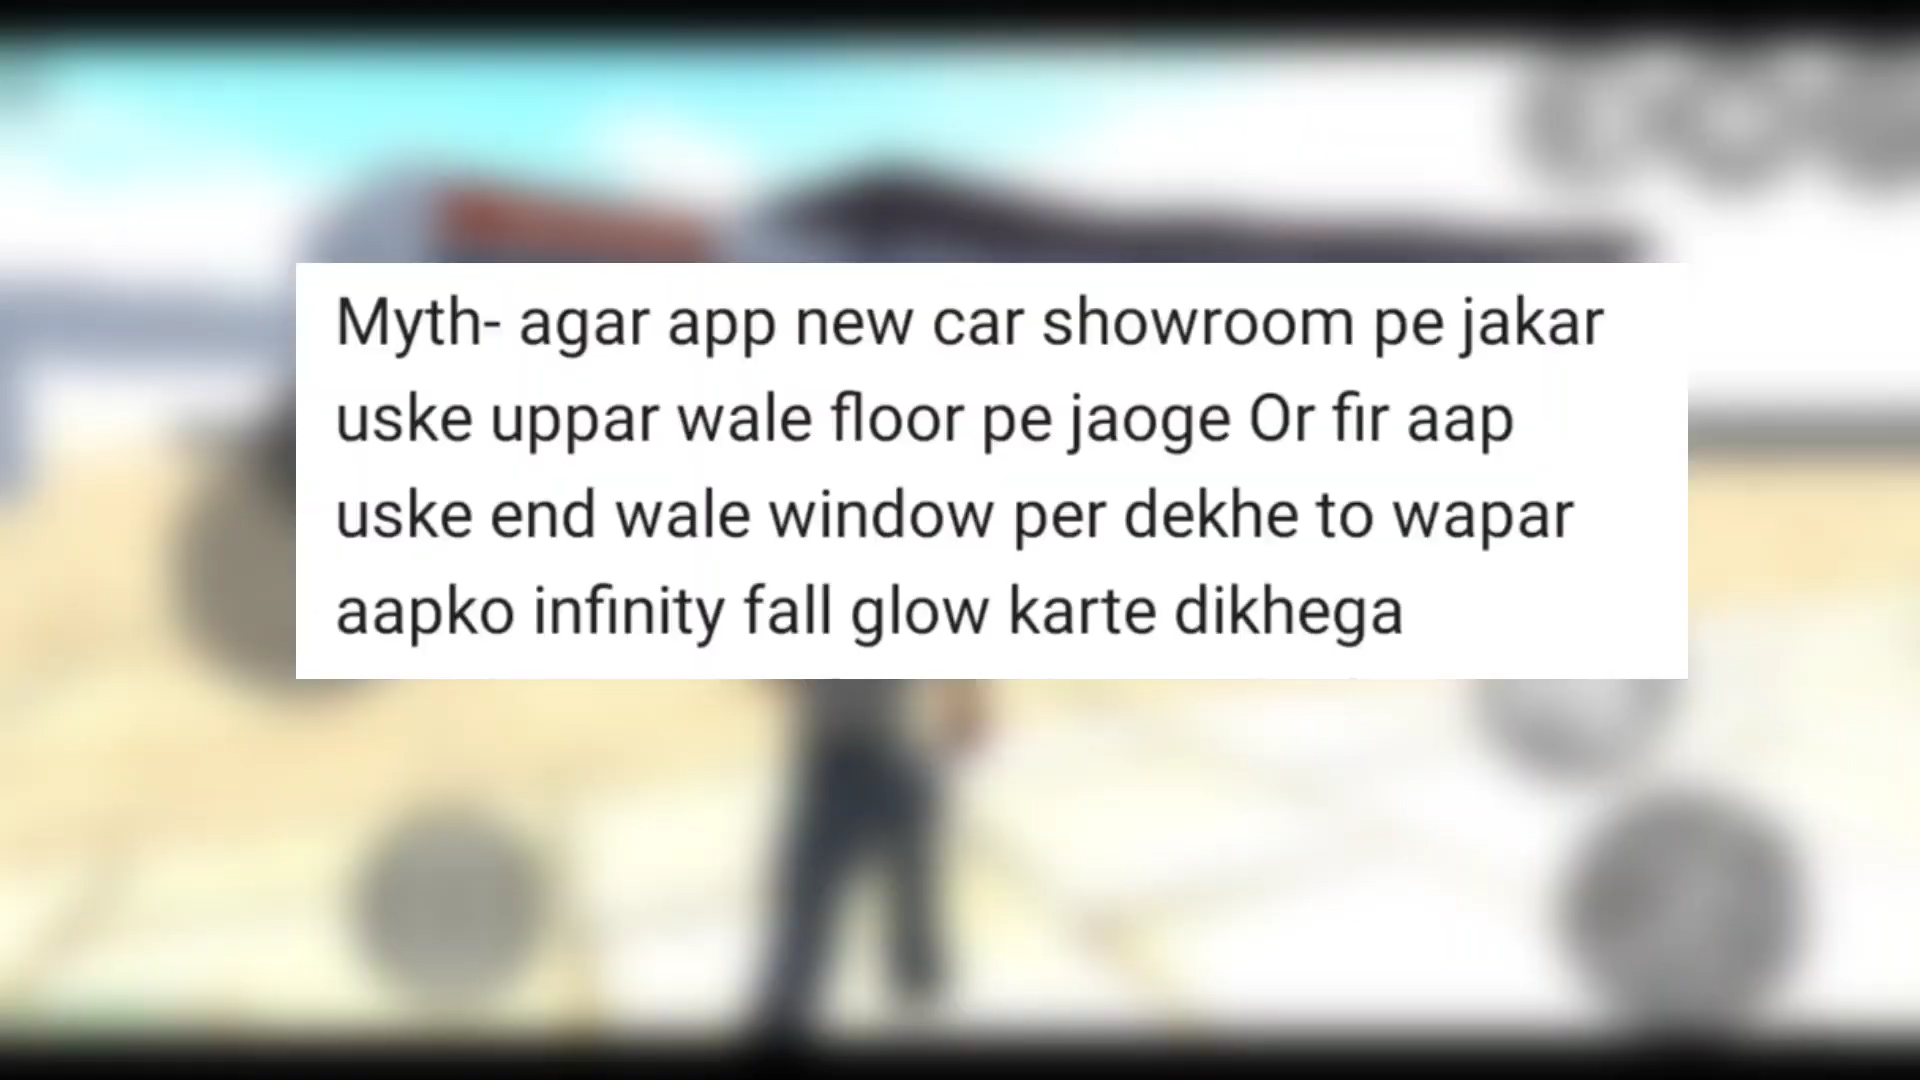 Myth- agar app new car showroom pe jakar
uske uppar wale floor pe jaoge Or fir aap
uske end wale window per dekhe to wapar
aapko infinity fall glow karte dikhega